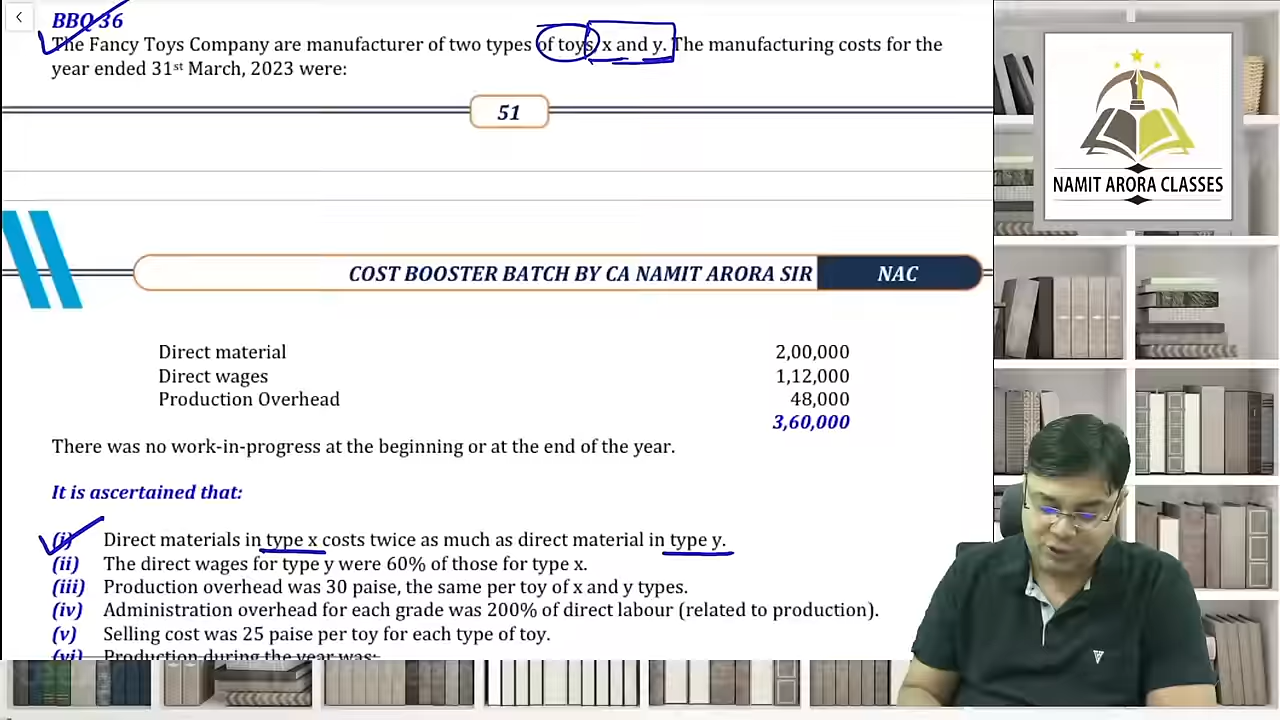 BBQ 36
The Fancy Toys Company are manufacturer of two types of toys, x and y. The manufacturing costs for the
year ended 31st March, 2023 were:
51
COST BOOSTER BATCH BY CA NAMIT ARORA SIR NAC
Direct material 2,00,000
Direct wages 1,12,000
Production Overhead 48,000
3,60,000
There was no work-in-progress at the beginning or at the end of the year.
It is ascertained that:
(i) Direct materials in type x costs twice as much as direct material in type y.
(ii) The direct wages for type y were 60% of those for type x.
(iii) Production overhead was 30 paise, the same per toy of x and y types.
(iv) Administration overhead for each grade was 200% of direct labour (related to production).
(v) Selling cost was 25 paise per toy for each type of toy.
(vi) Production during the year was:
NAMIT ARORA CLASSES